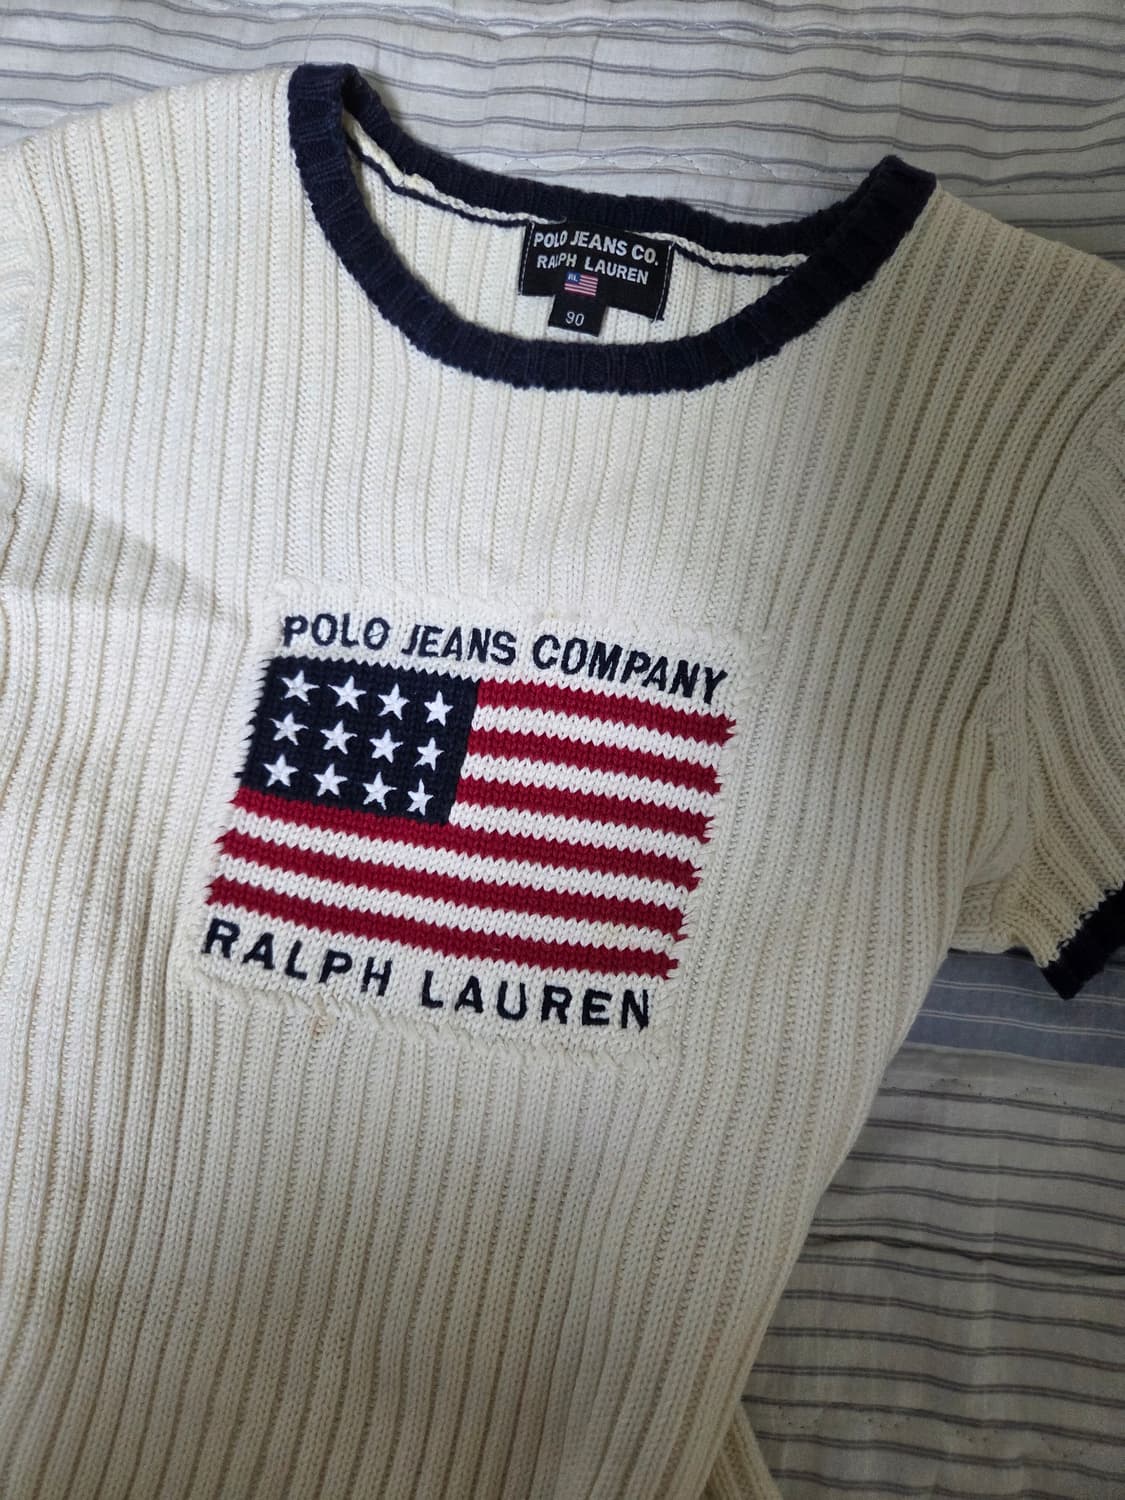 POLO JEANS CO.
RALPH LAUREN
RL
90
POLO JEANS COMPANY
RALPH LAUREN